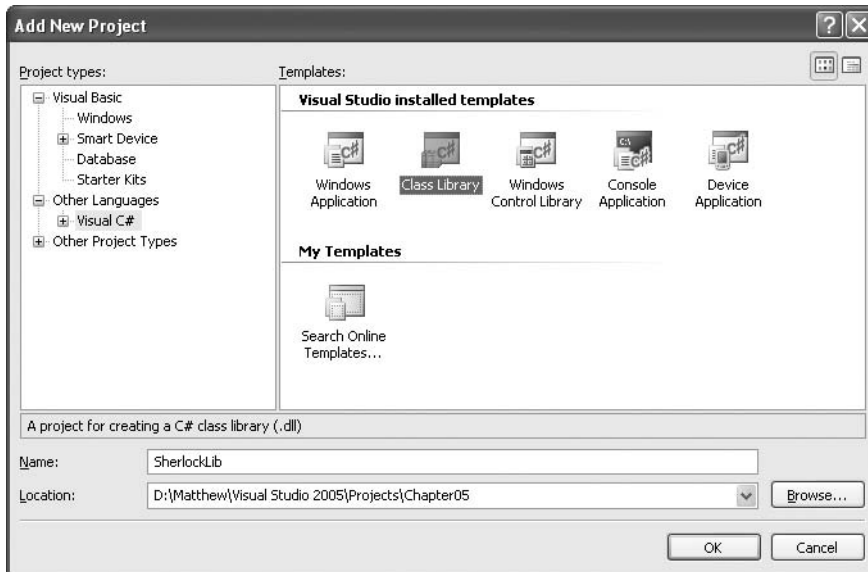 Add New Project
Project types:
Templates:
Visual Basic
Windows
Smart Device
Database
Starter Kits
Other Languages
Visual C#
Other Project Types
Visual Studio installed templates
Windows
Application
Class Library
Windows
Control Library
Console
Application
Device
Application
My Templates
Search Online
Templates...
A project for creating a C# class library (.dll)
Name:
SherlockLib
Location:
D:\Matthew\Visual Studio 2005\Projects\Chapter05
Browse...
OK
Cancel